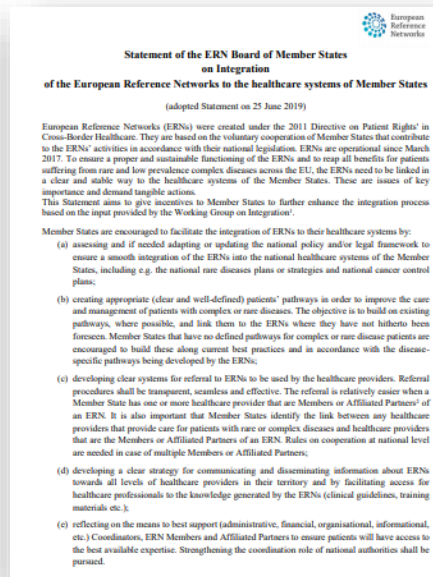 European
Reference
Networks
Statement of the ERN Board of Member States
on Integration
of the European Reference Networks to the healthcare systems of Member States
(adopted Statement on 25 June 2019)
European Reference Networks (ERNs) were created under the 2011 Directive on Patient Rights' in
Cross-Border Healthcare. They are based on the voluntary cooperation of Member States that contribute
to the ERNs' activities in accordance with their national legislation. ERNs are operational since March
2017. To ensure a proper and sustainable functioning of the ERNs and to reap all benefits for patients
suffering from rare and low prevalence complex diseases across the EU, the ERNs need to be linked in
a clear and stable way to the healthcare systems of the Member States. These are issues of key
importance and demand tangible actions.
This Statement aims to give incentives to Member States to further enhance the integration process
based on the input provided by the Working Group on Integration¹.
Member States are encouraged to facilitate the integration of ERNs to their healthcare systems by:
(a) assessing and if needed adapting or updating the national policy and/or legal framework to
ensure a smooth integration of the ERNs into the national healthcare systems of the Member
States, including e.g. the national rare diseases plans or strategies and national cancer control
plans;
(b) creating appropriate (clear and well-defined) patients' pathways in order to improve the care
and management of patients with complex or rare diseases. The objective is to build on existing
pathways, where possible, and link them to the ERNs where they have not hitherto been
foreseen. Member States that have no defined pathways for complex or rare disease patients are
encouraged to build these along current best practices and in accordance with the disease-
specific pathways being developed by the ERNs;
(c) developing clear systems for referral to ERNs to be used by the healthcare providers. Referral
procedures shall be transparent, seamless and effective. The referral is relatively easier when a
Member State has one or more healthcare provider that are Members or Affiliated Partners² of
an ERN. It is also important that Member States identify the link between any healthcare
providers that provide care for patients with rare or complex diseases and healthcare providers
that are the Members or Affiliated Partners of an ERN. Rules on cooperation at national level
are needed in case of multiple Members or Affiliated Partners;
(d) developing a clear strategy for communicating and disseminating information about ERNs
towards all levels of healthcare providers in their territory and by facilitating access for
healthcare professionals to the knowledge generated by the ERNs (clinical guidelines, training
materials etc.);
(e) reflecting on the means to best support (administrative, financial, organisational, informational,
etc.) Coordinators, ERN Members and Affiliated Partners to ensure patients will have access to
the best available expertise. Strengthening the coordination role of national authorities shall be
pursued.